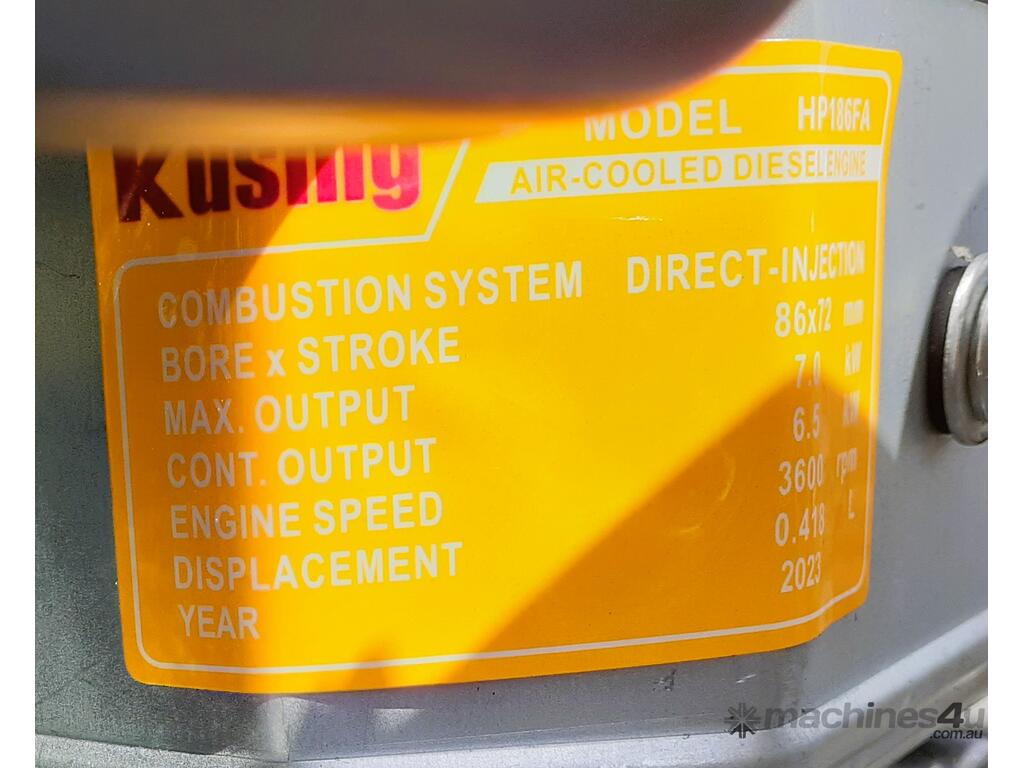 MODEL HP186FA
Kusing
AIR-COOLED DIESEL ENGINE
COMBUSTION SYSTEM DIRECT-INJECTION
BORE x STROKE 86x72 mm
MAX. OUTPUT 7.0 kW
CONT. OUTPUT 6.5 kW
ENGINE SPEED 3600 rpm
DISPLACEMENT 0.418 L
YEAR 2023
machines4u
.com.au